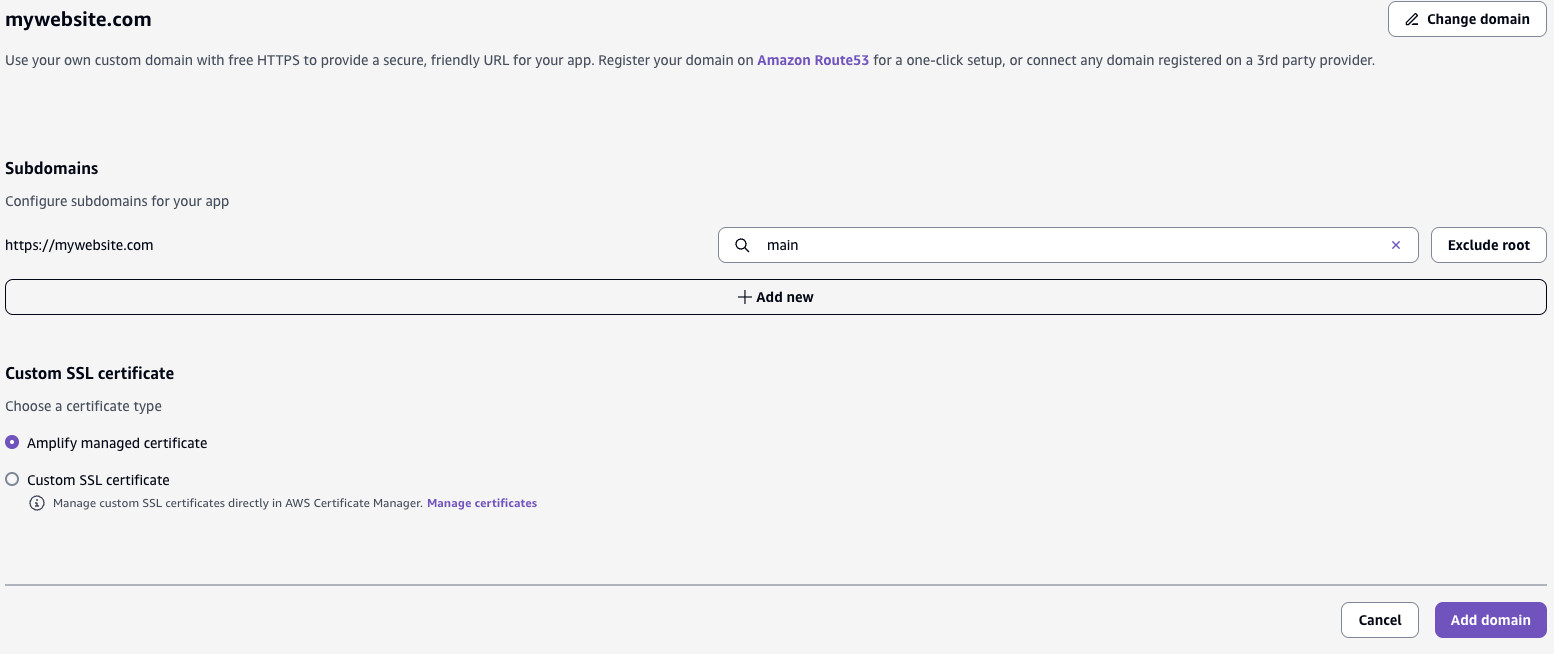 mywebsite.com
Change domain
Use your own custom domain with free HTTPS to provide a secure, friendly URL for your app. Register your domain on Amazon Route53 for a one-click setup, or connect any domain registered on a 3rd party provider.
Subdomains
Configure subdomains for your app
https://mywebsite.com
main
Exclude root
Add new
Custom SSL certificate
Choose a certificate type
Amplify managed certificate
Custom SSL certificate
Manage custom SSL certificates directly in AWS Certificate Manager. Manage certificates
Cancel
Add domain